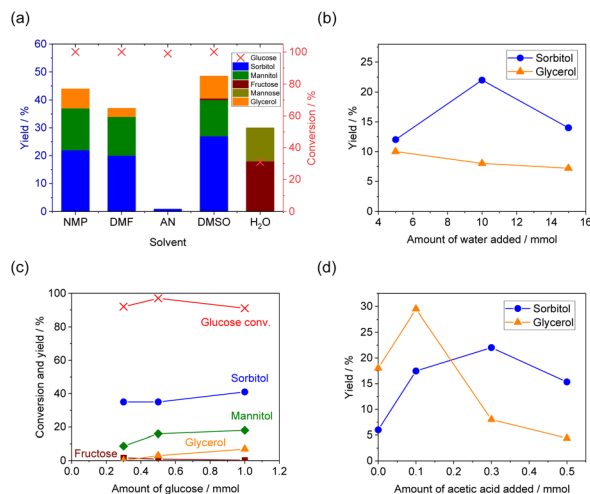 (a)
Yield / %
60
50
40
30
20
10
0
NMP
DMF
AN
DMSO
H₂O
Solvent
100
80
60
40
20
0
Conversion / %
Glucose
Sorbitol
Mannitol
Fructose
Mannose
Glycerol
(b)
Yield / %
25
20
15
10
5
0
4
6
8
10
12
14
16
Amount of water added / mmol
Sorbitol
Glycerol
(c)
Conversion and yield / %
100
80
60
40
20
0
0.0
0.2
0.4
0.6
0.8
1.0
1.2
Amount of glucose / mmol
Glucose conv.
Sorbitol
Mannitol
Glycerol
Fructose
(d)
Yield / %
30
25
20
15
10
5
0
0.0
0.1
0.2
0.3
0.4
0.5
Amount of acetic acid added / mmol
Sorbitol
Glycerol